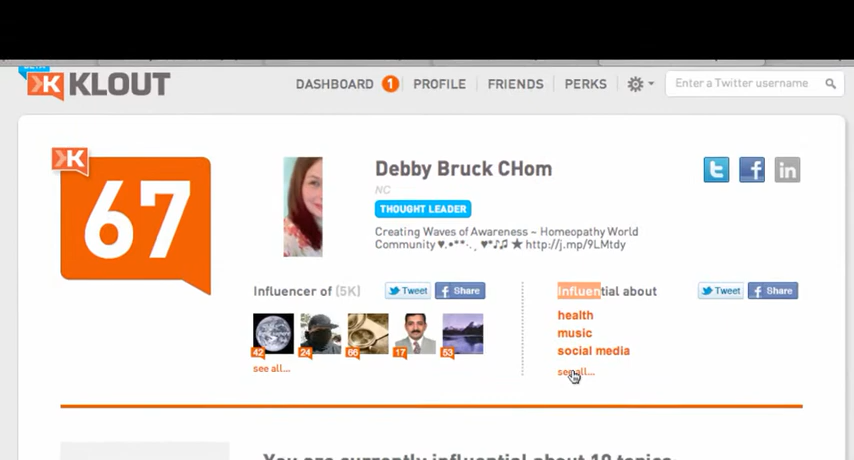 BETA
KLOUT
DASHBOARD 1 PROFILE FRIENDS PERKS Enter a Twitter username
K
67
Debby Bruck CHom
NC
THOUGHT LEADER
Creating Waves of Awareness ~ Homeopathy World
Community ♥.•**·.¸ ♥*♪♫ ★ http://j.mp/9LMtdy
Influencer of (5K) Tweet Share
42 24 66 17 53
see all...
Influential about Tweet Share
health
music
social media
see all...
You are currently influential about 10 topics: